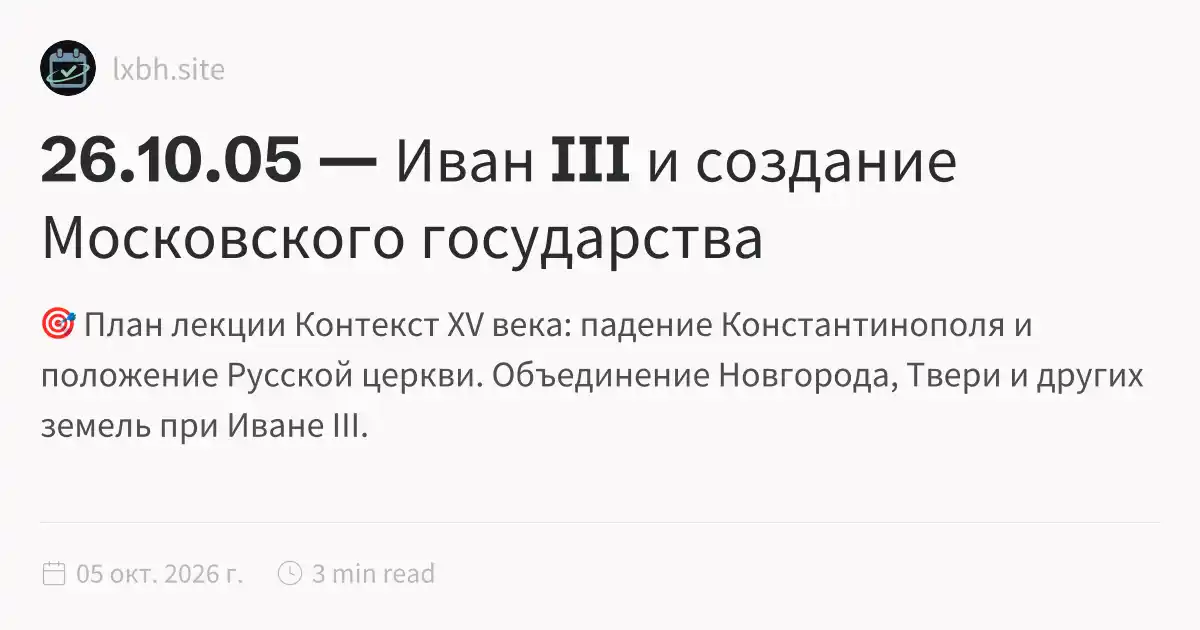 lxbh.site
26.10.05 — Иван III и создание
Московского государства
🎯 План лекции Контекст XV века: падение Константинополя и
положение Русской церкви. Объединение Новгорода, Твери и других
земель при Иване III.
05 окт. 2026 г. 3 min read